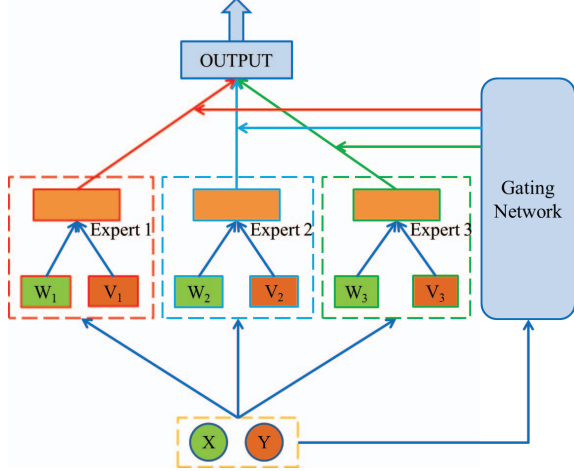 OUTPUT
Gating
Network
Expert 1
Expert 2
Expert 3
W₁
V₁
W₂
V₂
W₃
V₃
X
Y